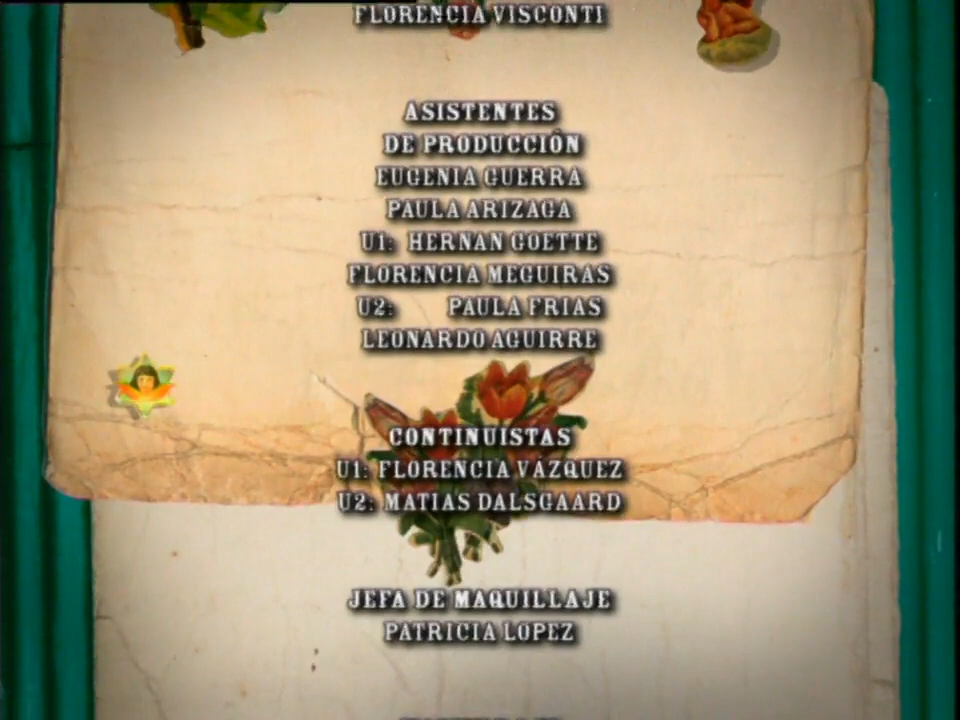 FLORENCIA VISCONTI
ASISTENTES
DE PRODUCCIÓN
EUGENIA GUERRA
PAULA ARIZAGA
U1: HERNAN GOETTE
FLORENCIA MEGUIRAS
U2: PAULA FRIAS
LEONARDO AGUIRRE
CONTINUISTAS
U1: FLORENCIA VÁZQUEZ
U2: MATIAS DALSGAARD
JEFA DE MAQUILLAJE
PATRICIA LOPEZ